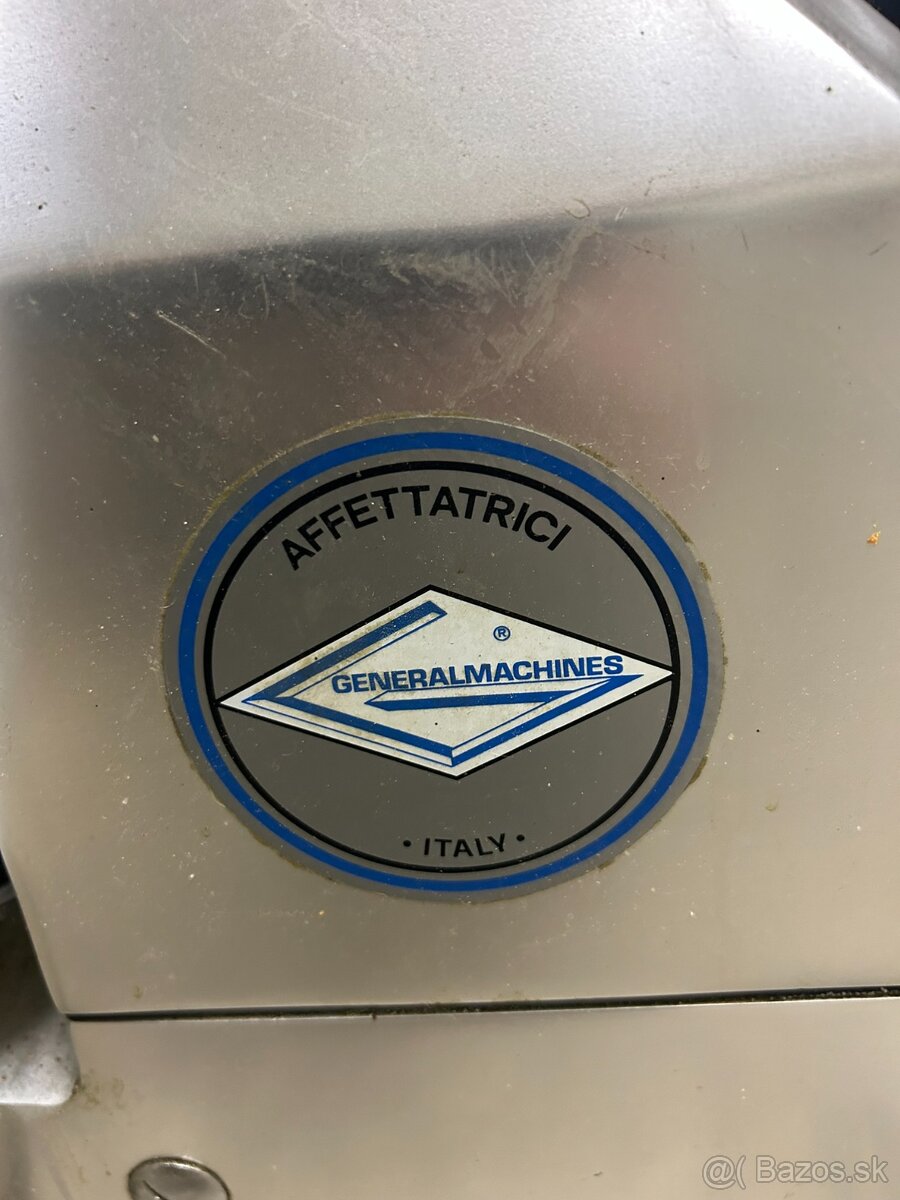 AFFETTATRICI
®
GENERALMACHINES
• ITALY •
@( Bazos.sk